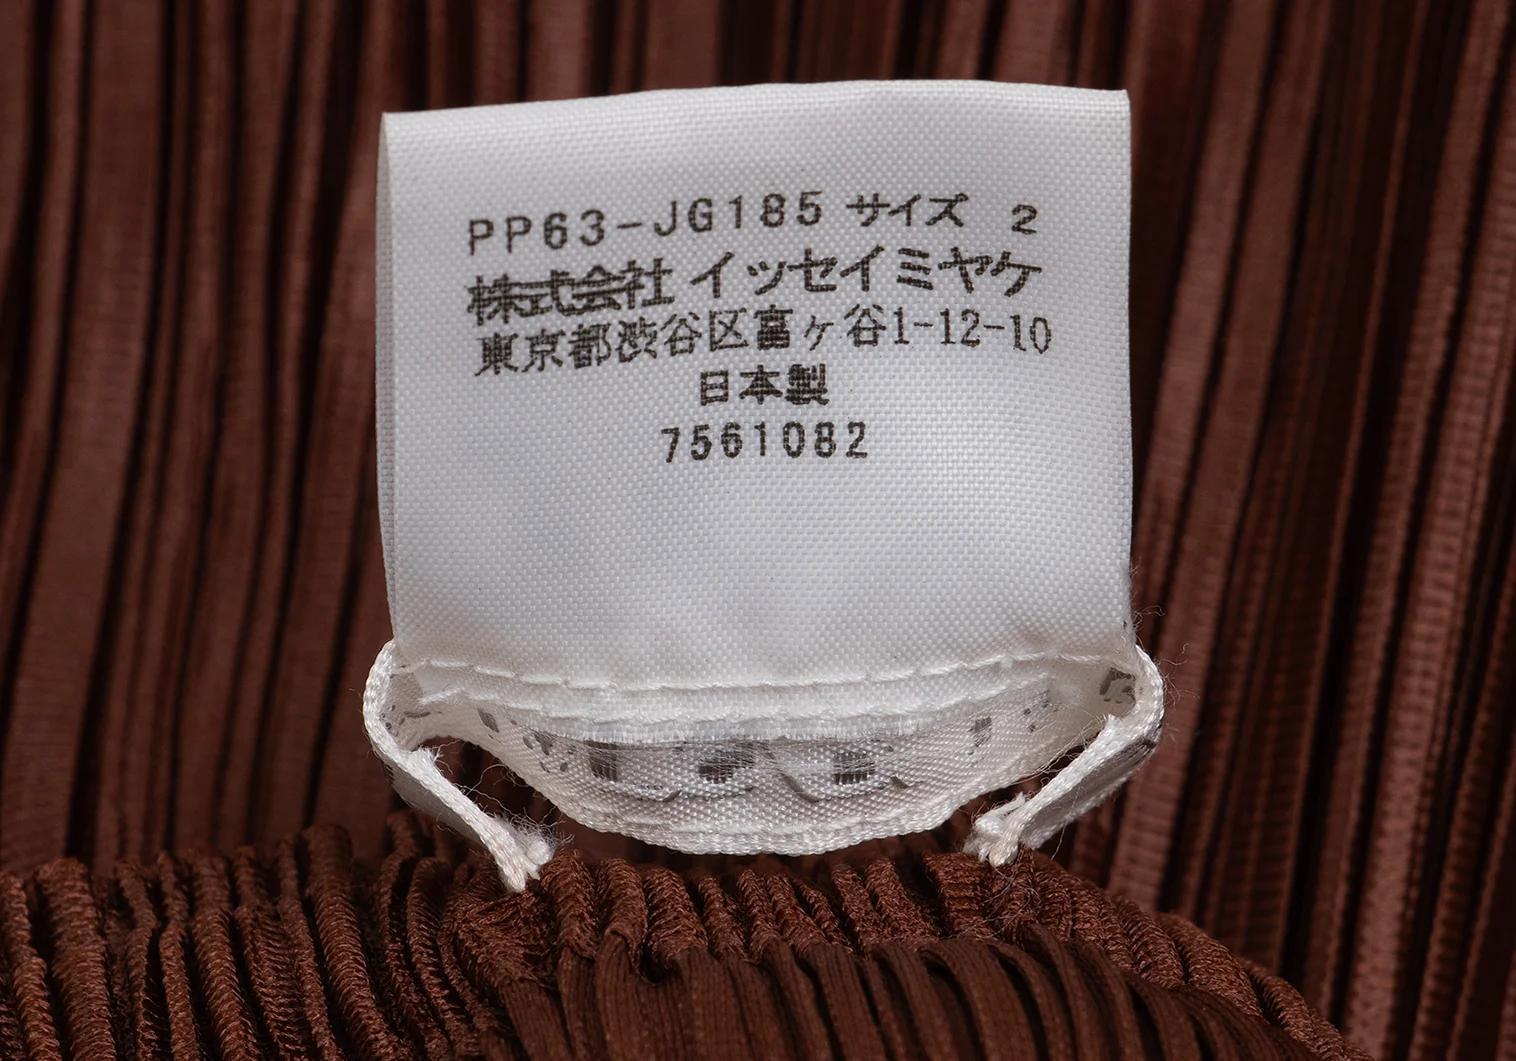 PP63-JG185 サイズ 2
株式会社 イッセイミヤケ
東京都渋谷区富ヶ谷1-12-10
日本製
7561082